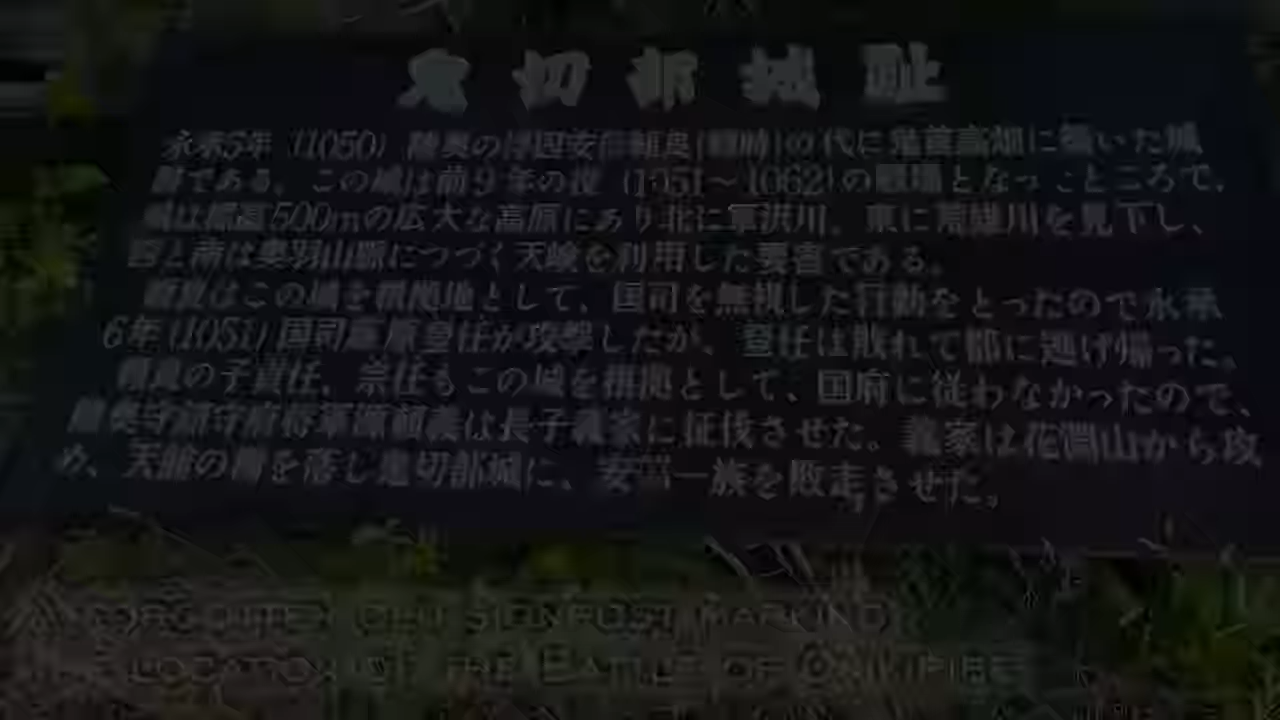 鬼切部城址
永承5年(1050)陸奥の俘囚安倍頼良(頼時)の代に鬼首高畑に築いた城
柵である。この城は前9年の役(1051〜1062)の戦場となったところで、
城は標高500mの広大な高原にあり北に軍沢川、東に荒雄川を見下し、
西と南は奥羽山脈につづく天嶮を利用した要害である。
頼良はこの城を根拠地として、国司を無視した行動をとったので永承
6年(1051)国司藤原登任が攻撃したが、登任は敗れて都に逃げ帰った。
頼良の子貞任、宗任もこの城を根拠として、国府に従わなかったので、
陸奥守鎮守府将軍源頼義は長子義家に征伐させた。義家は花淵山から攻
め、天館の柵を落し鬼切部城に、安倍一族を敗走させた。
A FORGOTTEN OLD SIGNPOST MARKING
THE LOCATION OF THE BATTLE OF ONIKIRIBE